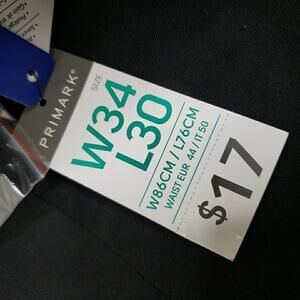 PRIMARK®
SIZE
W34
L30
W86CM / L76CM
WAIST EUR 44 / IT 50
$17